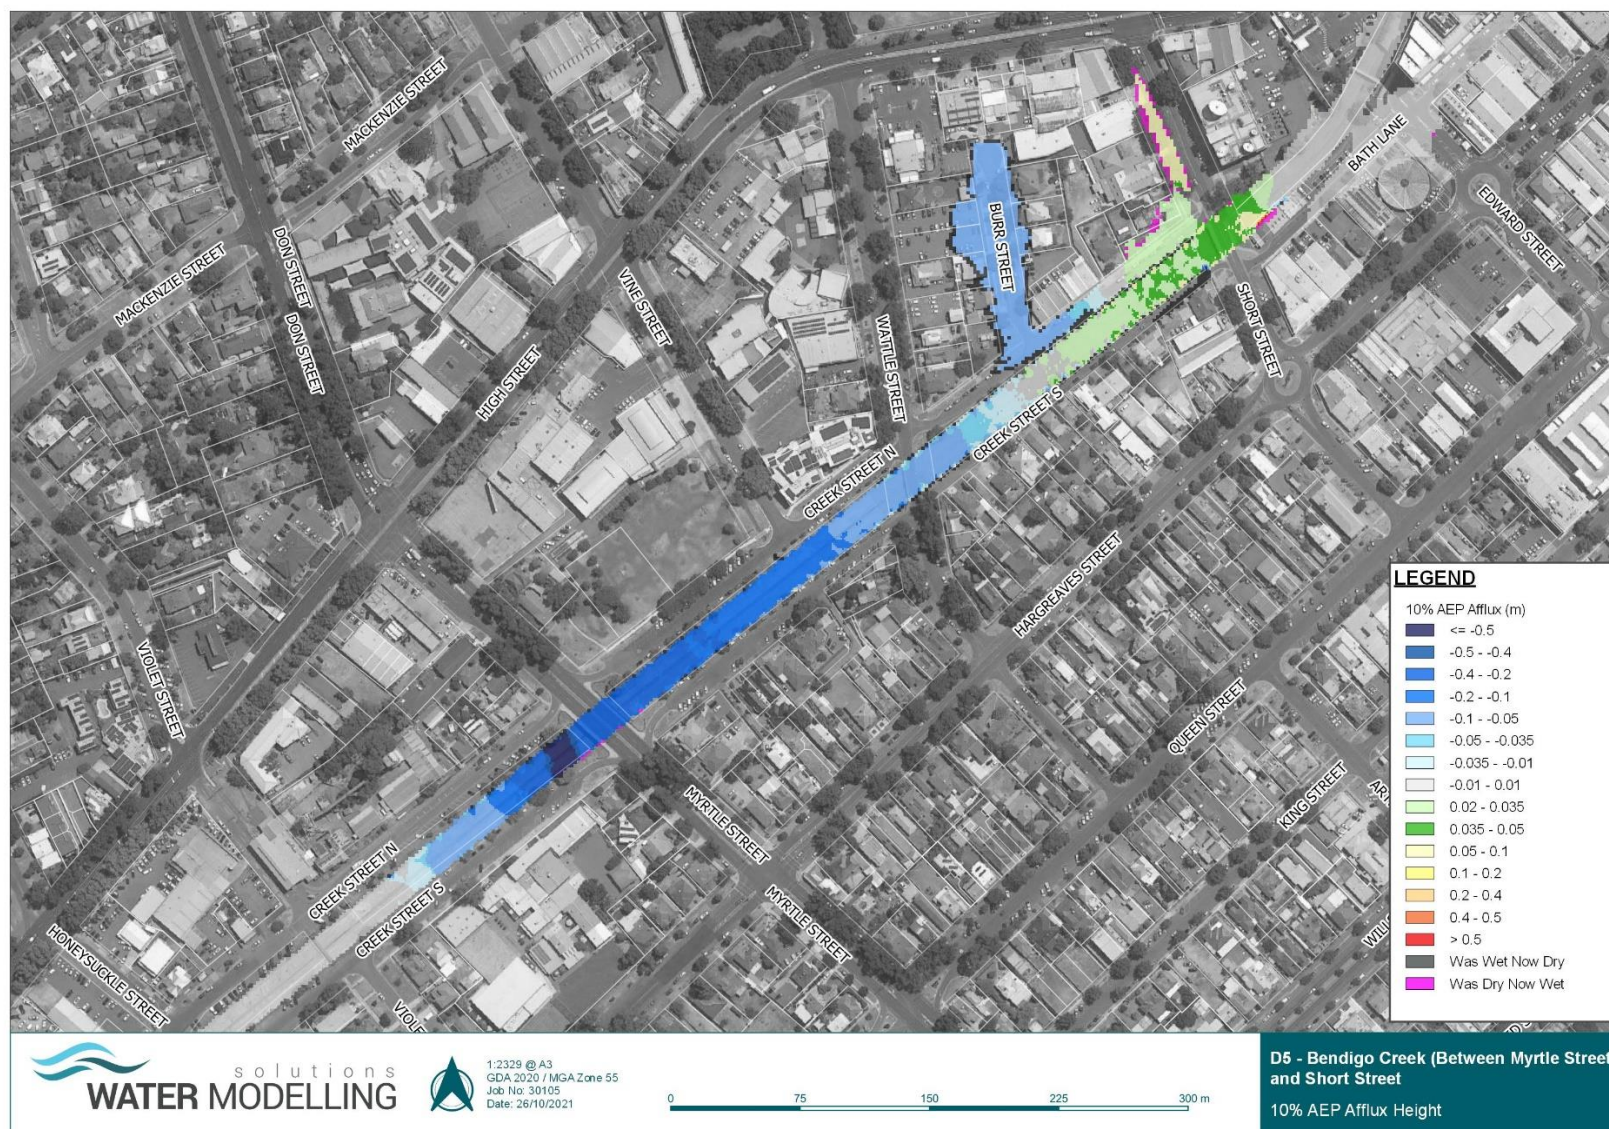 MACKENZIE STREET
MACKENZIE STREET
DON STREET
DON STREET
HIGH STREET
VINE STREET
WATTLE STREET
BURR STREET
BATH LANE
EDWARD STREET
SHORT STREET
CREEK STREET N
CREEK STREET S
HARGREAVES STREET
QUEEN STREET
KING STREET
VIOLET STREET
MYRTLE STREET
MYRTLE STREET
CREEK STREET N
CREEK STREET S
HONEYSUCKLE STREET
LEGEND
10% AEP Afflux (m)
<= -0.5
-0.5 - -0.4
-0.4 - -0.2
-0.2 - -0.1
-0.1 - -0.05
-0.05 - -0.035
-0.035 - -0.01
-0.01 - 0.01
0.02 - 0.035
0.035 - 0.05
0.05 - 0.1
0.1 - 0.2
0.2 - 0.4
0.4 - 0.5
> 0.5
Was Wet Now Dry
Was Dry Now Wet
solutions
WATER MODELLING
1:2329 @ A3
GDA 2020 / MGA Zone 55
Job No: 30105
Date: 26/10/2021
0 75 150 225 300 m
D5 - Bendigo Creek (Between Myrtle Street
and Short Street
10% AEP Afflux Height